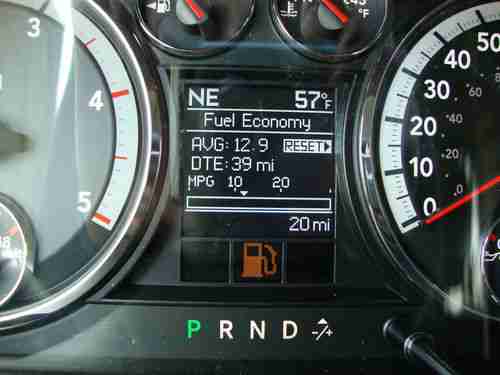 NE 57°F
Fuel Economy
AVG: 12.9 RESET
DTE: 39 mi
MPG 10 20
20 mi
P R N D -/+
3
4
5
50
40
30
20
10
0